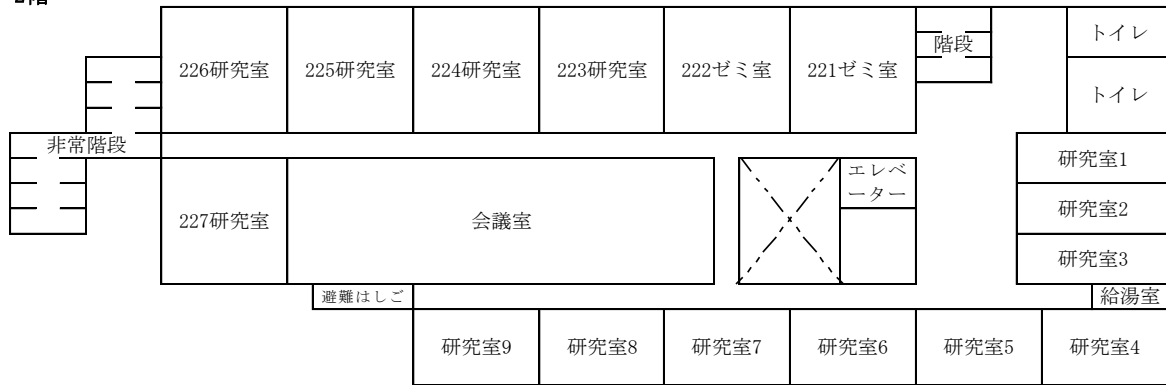 2階
トイレ
階段
226研究室 225研究室 224研究室 223研究室 222ゼミ室 221ゼミ室
トイレ
非常階段
研究室1
エレベ
ーター
227研究室 会議室 研究室2
研究室3
避難はしご 給湯室
研究室9 研究室8 研究室7 研究室6 研究室5 研究室4